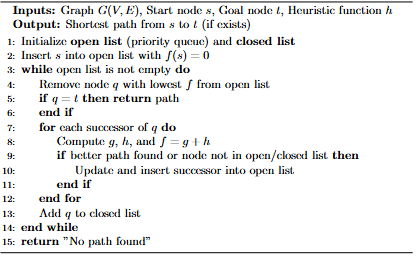 Inputs: Graph G(V, E), Start node s, Goal node t, Heuristic function h
Output: Shortest path from s to t (if exists)
1: Initialize open list (priority queue) and closed list
2: Insert s into open list with f(s) = 0
3: while open list is not empty do
4: Remove node q with lowest f from open list
5: if q = t then return path
6: end if
7: for each successor of q do
8: Compute g, h, and f = g + h
9: if better path found or node not in open/closed list then
10: Update and insert successor into open list
11: end if
12: end for
13: Add q to closed list
14: end while
15: return "No path found"